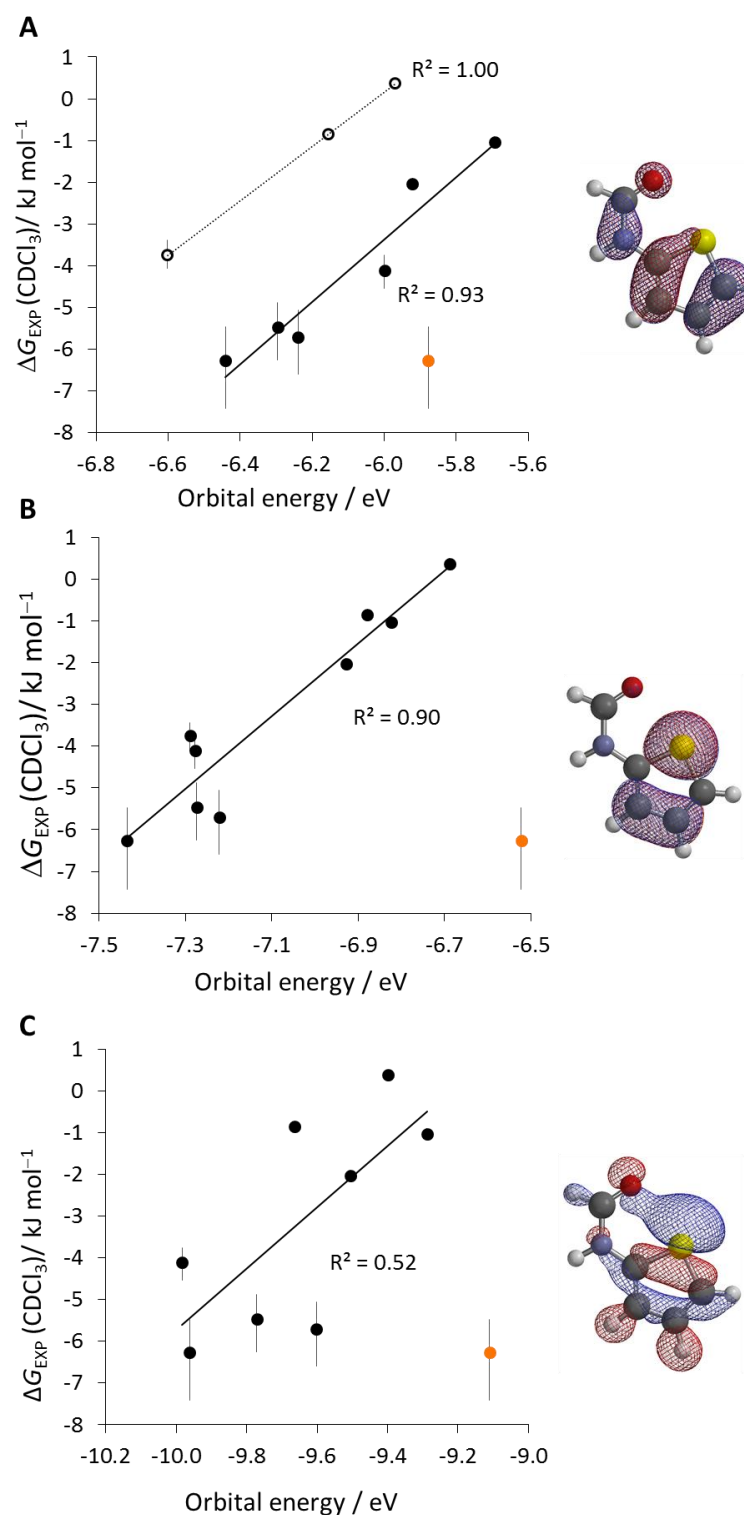 A
ΔG_EXP (CDCl₃)/ kJ mol⁻¹
1
0
-1
-2
-3
-4
-5
-6
-7
-8
R² = 1.00
R² = 0.93
-6.8 -6.6 -6.4 -6.2 -6.0 -5.8 -5.6
Orbital energy / eV
B
ΔG_EXP (CDCl₃)/ kJ mol⁻¹
1
0
-1
-2
-3
-4
-5
-6
-7
-8
R² = 0.90
-7.5 -7.3 -7.1 -6.9 -6.7 -6.5
Orbital energy / eV
C
ΔG_EXP (CDCl₃)/ kJ mol⁻¹
1
0
-1
-2
-3
-4
-5
-6
-7
-8
R² = 0.52
-10.2 -10.0 -9.8 -9.6 -9.4 -9.2 -9.0
Orbital energy / eV